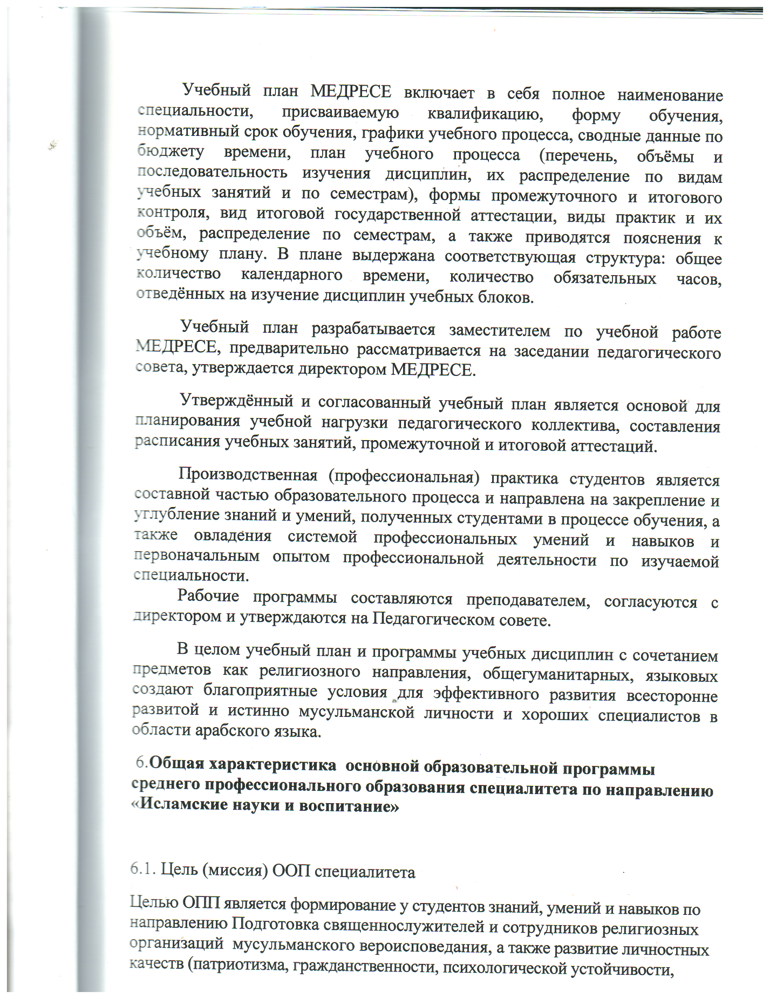 Учебный план МЕДРЕСЕ включает в себя полное наименование
специальности, присваиваемую квалификацию, форму обучения,
нормативный срок обучения, графики учебного процесса, сводные данные по
бюджету времени, план учебного процесса (перечень, объёмы и
последовательность изучения дисциплин, их распределение по видам
учебных занятий и по семестрам), формы промежуточного и итогового
контроля, вид итоговой государственной аттестации, виды практик и их
объём, распределение по семестрам, а также приводятся пояснения к
учебному плану. В плане выдержана соответствующая структура: общее
количество календарного времени, количество обязательных часов,
отведённых на изучение дисциплин учебных блоков.
Учебный план разрабатывается заместителем по учебной работе
МЕДРЕСЕ, предварительно рассматривается на заседании педагогического
совета, утверждается директором МЕДРЕСЕ.
Утверждённый и согласованный учебный план является основой для
планирования учебной нагрузки педагогического коллектива, составления
расписания учебных занятий, промежуточной и итоговой аттестаций.
Производственная (профессиональная) практика студентов является
составной частью образовательного процесса и направлена на закрепление и
углубление знаний и умений, полученных студентами в процессе обучения, а
также овладения системой профессиональных умений и навыков и
первоначальным опытом профессиональной деятельности по изучаемой
специальности.
Рабочие программы составляются преподавателем, согласуются с
директором и утверждаются на Педагогическом совете.
В целом учебный план и программы учебных дисциплин с сочетанием
предметов как религиозного направления, общегуманитарных, языковых
создают благоприятные условия для эффективного развития всесторонне
развитой и истинно мусульманской личности и хороших специалистов в
области арабского языка.
6.Общая характеристика основной образовательной программы
среднего профессионального образования специалитета по направлению
«Исламские науки и воспитание»
6.1. Цель (миссия) ООП специалитета
Целью ОПП является формирование у студентов знаний, умений и навыков по
направлению Подготовка священнослужителей и сотрудников религиозных
организаций мусульманского вероисповедания, а также развитие личностных
качеств (патриотизма, гражданственности, психологической устойчивости,